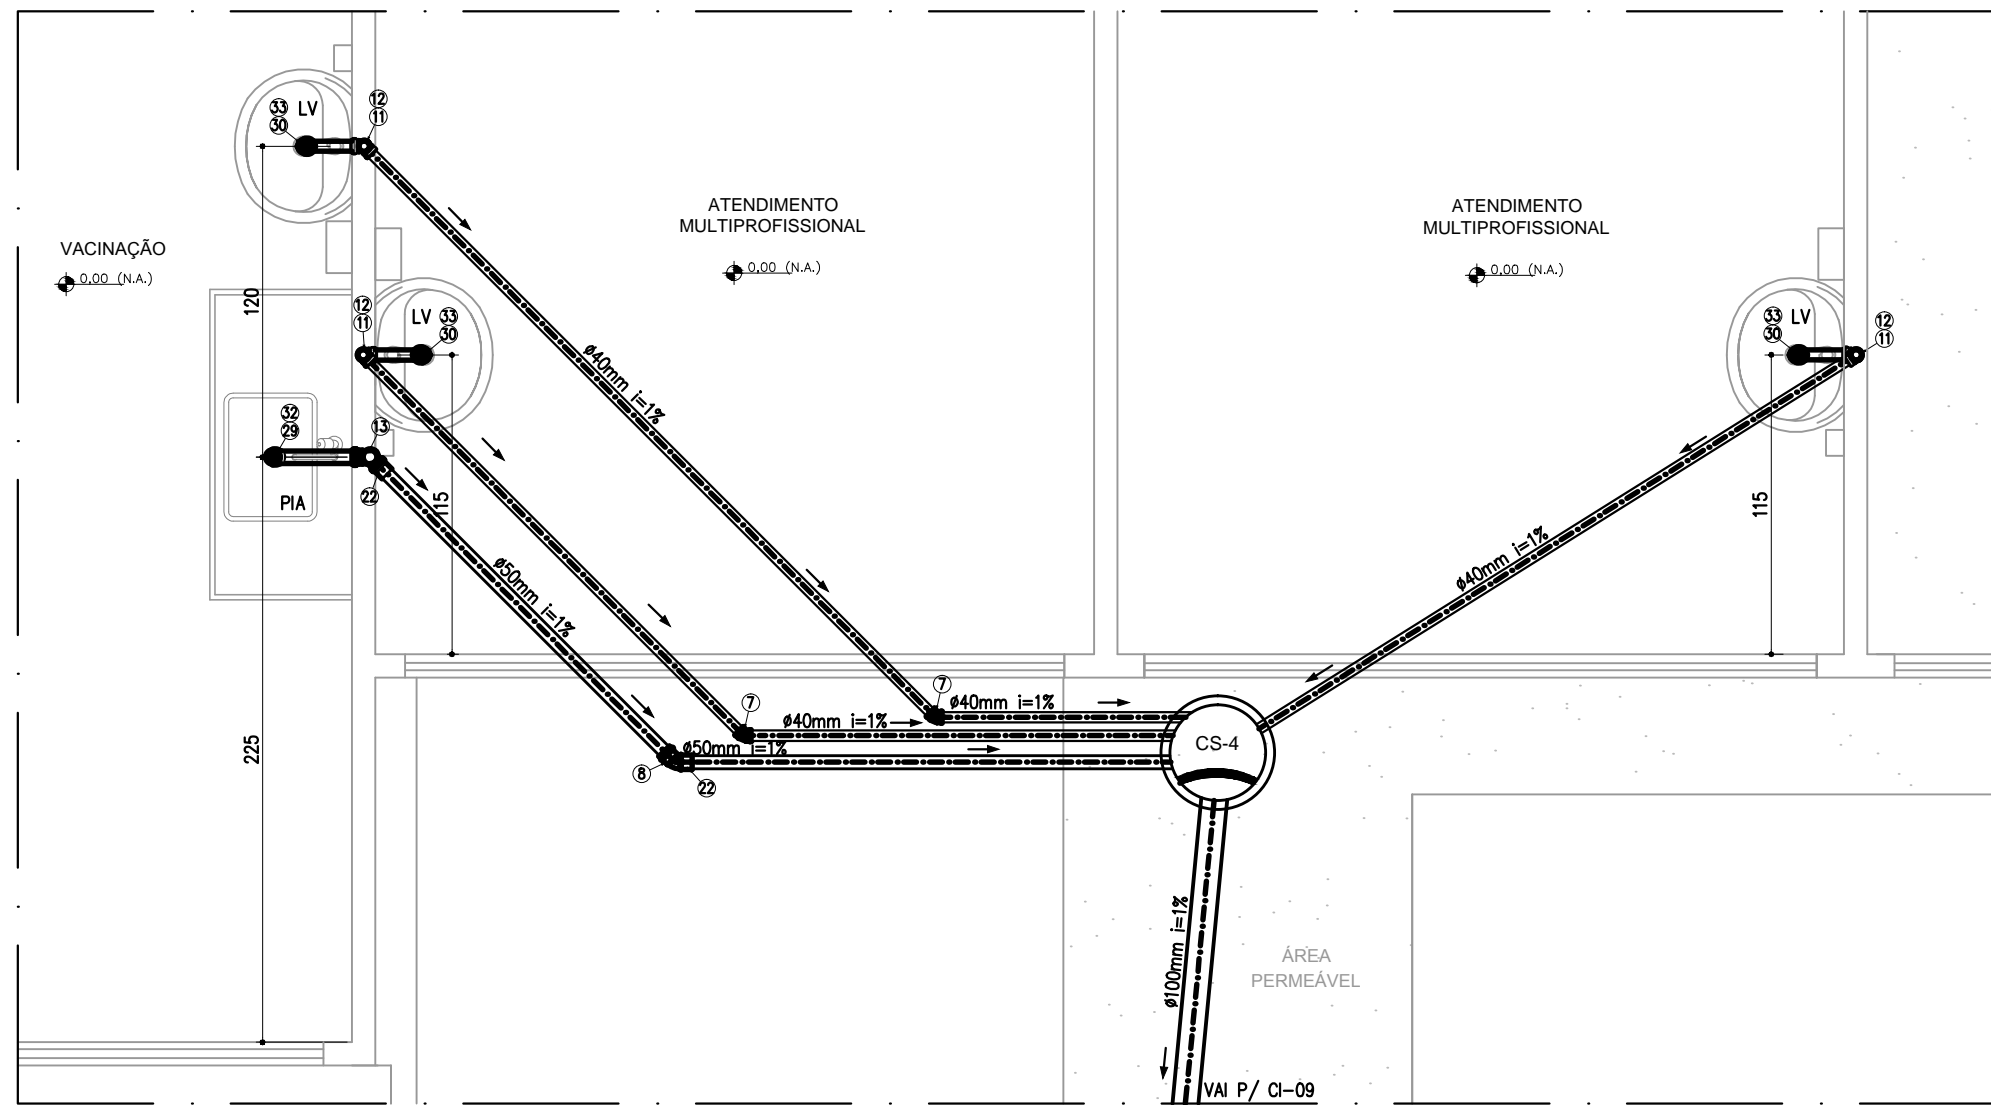 12
33 LV
11
30
ATENDIMENTO
MULTIPROFISSIONAL
ATENDIMENTO
MULTIPROFISSIONAL
VACINAÇÃO
0,00 (N.A.)
0,00 (N.A.)
0,00 (N.A.)
120
12
11
LV 33
30
33 LV
30
12
11
ø40mm i=1%
32
29
13
22
PIA
115
115
ø50mm i=1%
ø40mm i=1%
7
7
ø40mm i=1%
ø40mm i=1%
ø50mm i=1%
225
8
22
CS-4
ø100mm i=1%
ÁREA
PERMEÁVEL
VAI P/ CI-09